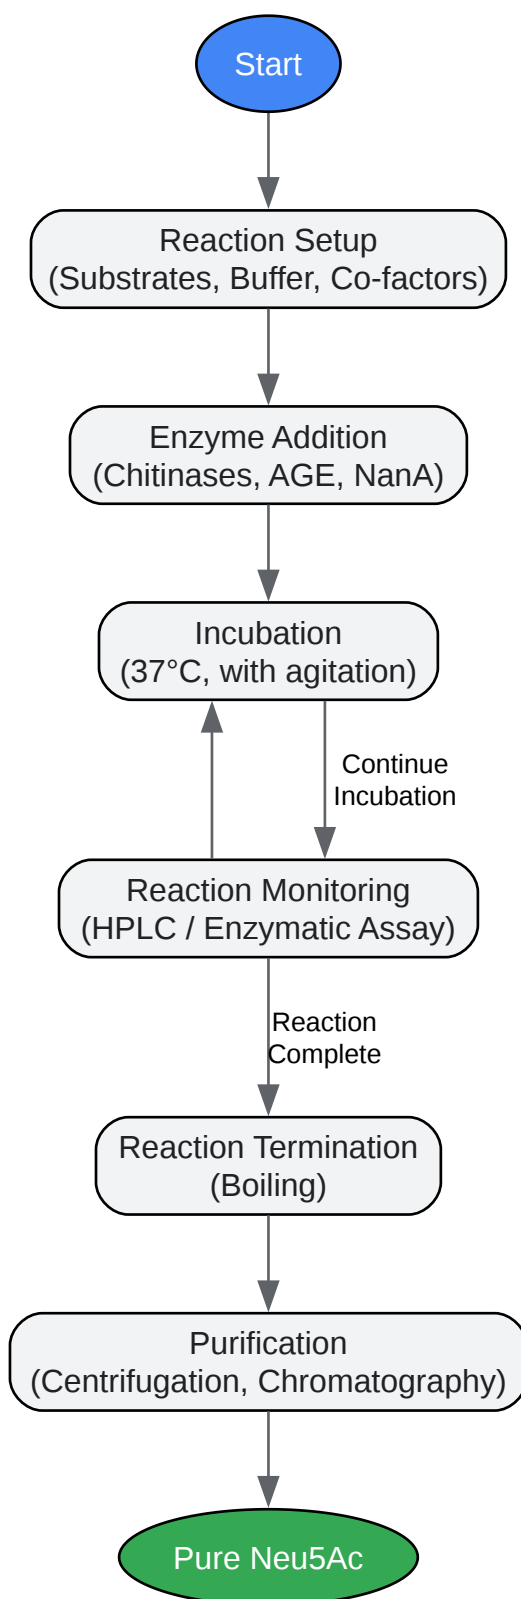 Start
Reaction Setup
(Substrates, Buffer, Co-factors)
Enzyme Addition
(Chitinases, AGE, NanA)
Incubation
(37°C, with agitation)
Continue
Incubation
Reaction Monitoring
(HPLC / Enzymatic Assay)
Reaction
Complete
Reaction Termination
(Boiling)
Purification
(Centrifugation, Chromatography)
Pure Neu5Ac